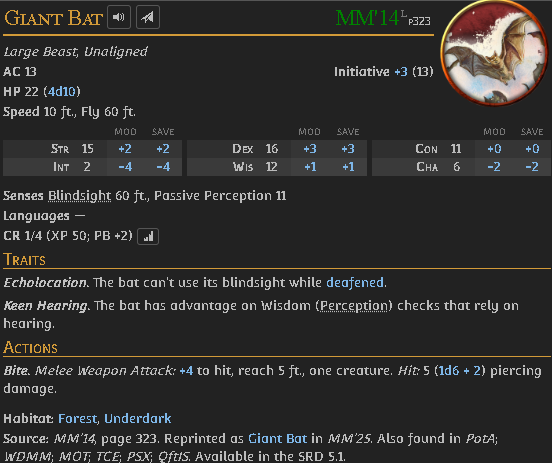 GIANT BAT MM'14 L P323
Large Beast, Unaligned
AC 13 Initiative +3 (13)
HP 22 (4d10)
Speed 10 ft., Fly 60 ft.
MOD SAVE MOD SAVE MOD SAVE
STR 15 +2 +2 DEX 16 +3 +3 CON 11 +0 +0
INT 2 −4 −4 WIS 12 +1 +1 CHA 6 −2 −2
Senses Blindsight 60 ft., Passive Perception 11
Languages —
CR 1/4 (XP 50; PB +2)
TRAITS
Echolocation. The bat can't use its blindsight while deafened.
Keen Hearing. The bat has advantage on Wisdom (Perception) checks that rely on
hearing.
ACTIONS
Bite. Melee Weapon Attack: +4 to hit, reach 5 ft., one creature. Hit: 5 (1d6 + 2) piercing
damage.
Habitat: Forest, Underdark
Source: MM'14, page 323. Reprinted as Giant Bat in MM'25. Also found in PotA;
WDMM; MOT; TCE; PSX; QftIS. Available in the SRD 5.1.